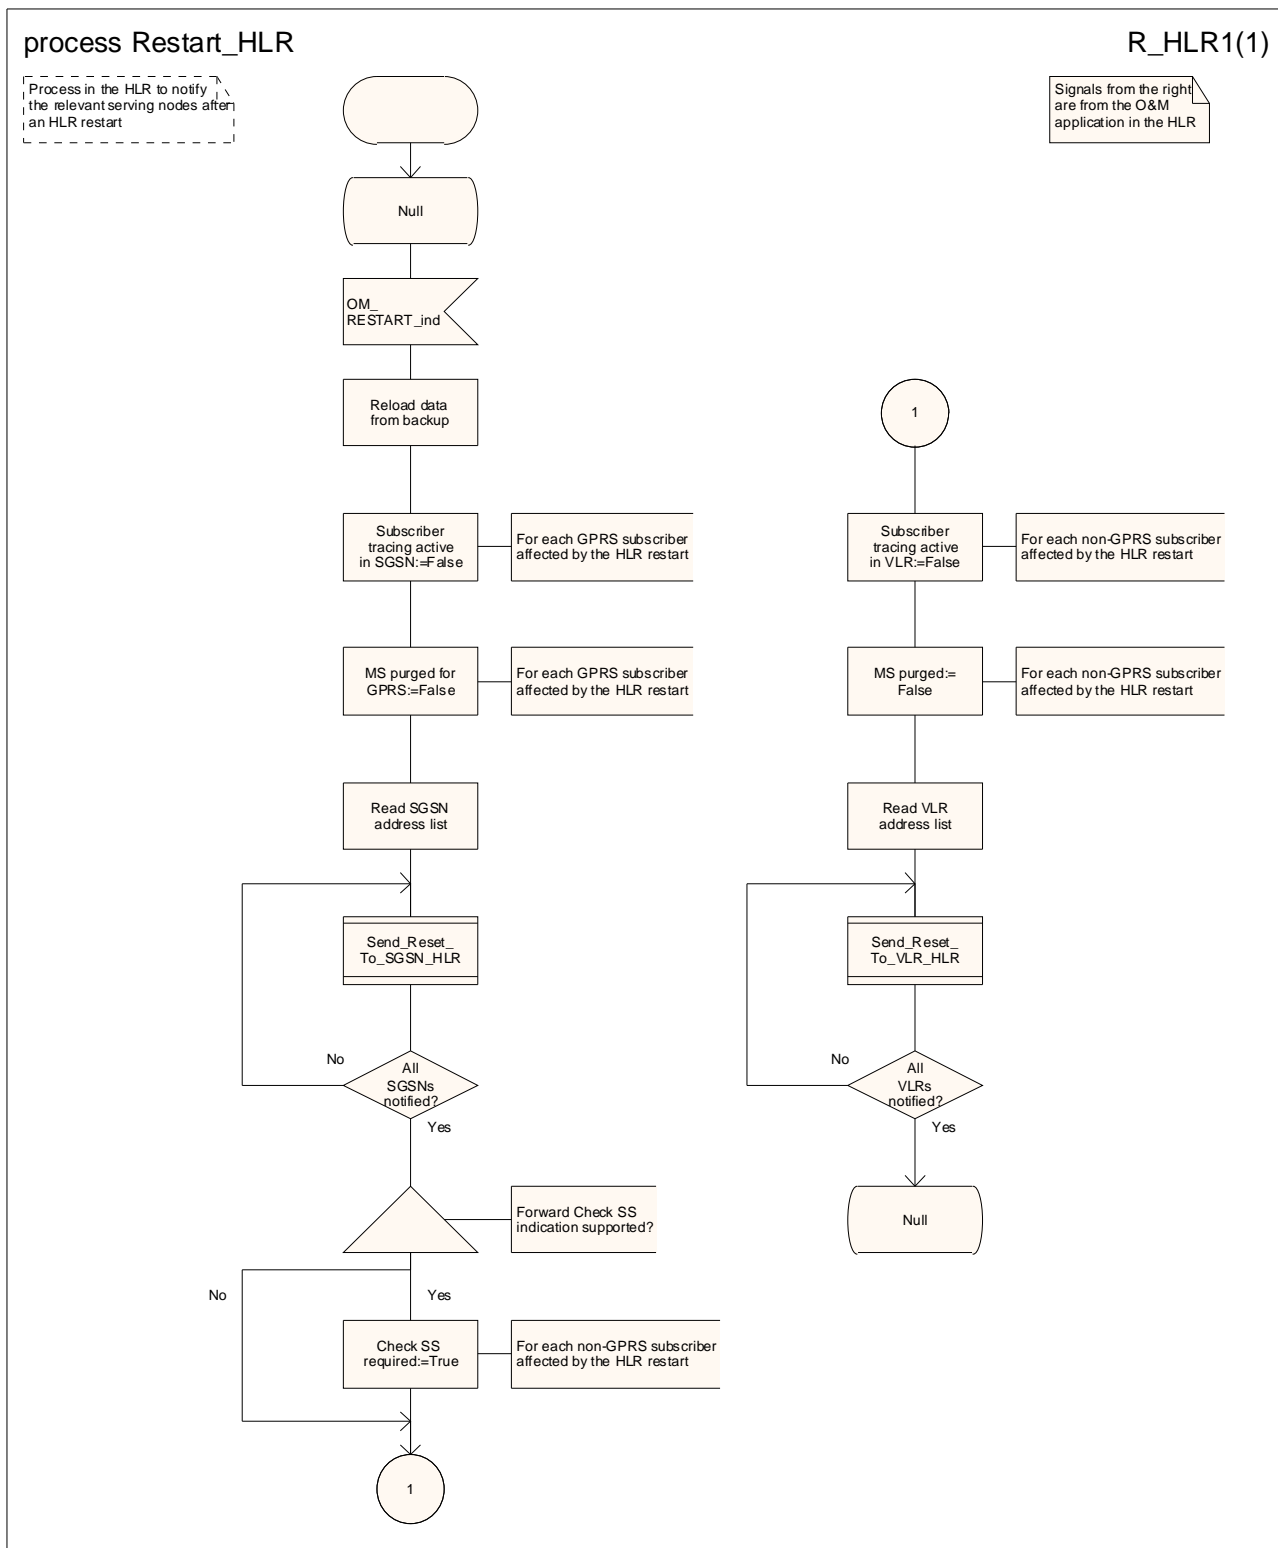 process Restart_HLR
R_HLR1(1)
Process in the HLR to notify
the relevant serving nodes after
an HLR restart
Signals from the right
are from the O&M
application in the HLR
Null
OM_
RESTART_ind
Reload data
from backup
Subscriber
tracing active
in SGSN:=False
For each GPRS subscriber
affected by the HLR restart
MS purged for
GPRS:=False
For each GPRS subscriber
affected by the HLR restart
Read SGSN
address list
Send_Reset_
To_SGSN_HLR
No
All
SGSNs
notified?
Yes
Forward Check SS
indication supported?
No
Yes
Check SS
required:=True
For each non-GPRS subscriber
affected by the HLR restart
1
1
Subscriber
tracing active
in VLR:=False
For each non-GPRS subscriber
affected by the HLR restart
MS purged:=
False
For each non-GPRS subscriber
affected by the HLR restart
Read VLR
address list
Send_Reset_
To_VLR_HLR
No
All
VLRs
notified?
Yes
Null